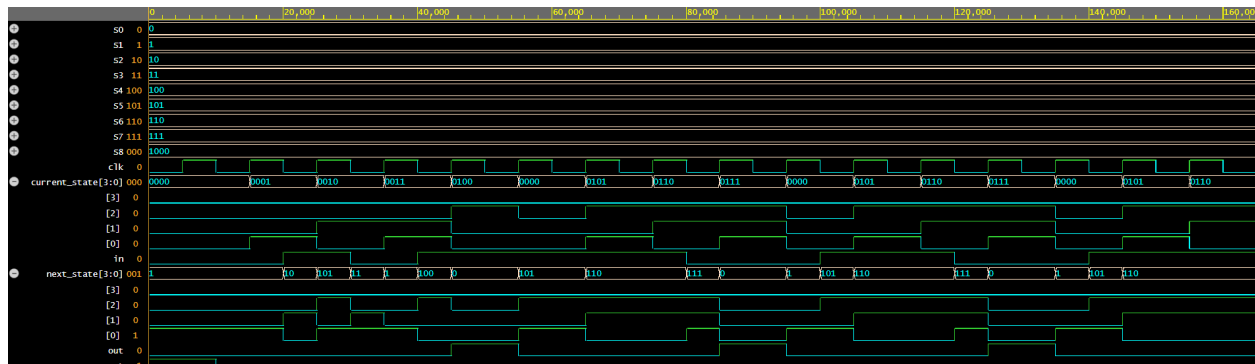 0 20,000 40,000 60,000 80,000 100,000 120,000 140,000 160,00
S0 0 0
S1 1 1
S2 10 10
S3 11 11
S4 100 100
S5 101 101
S6 110 110
S7 111 111
S8 000 1000
clk 0
current_state[3:0] 000 0000 0001 0010 0011 0100 0000 0101 0110 0111 0000 0101 0110 0111 0000 0101 0110
[3] 0
[2] 0
[1] 0
[0] 0
in 0
next_state[3:0] 001 1 10 101 11 1 100 0 101 110 111 0 1 101 110 111 0 1 101 110
[3] 0
[2] 0
[1] 0
[0] 1
out 0